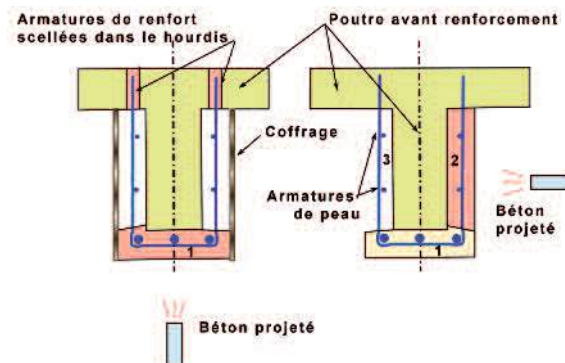 Armatures de renfort
scellées dans le hourdis
Poutre avant renforcement
Coffrage
3
2
Armatures
de peau
Béton
projeté
1
1
Béton projeté